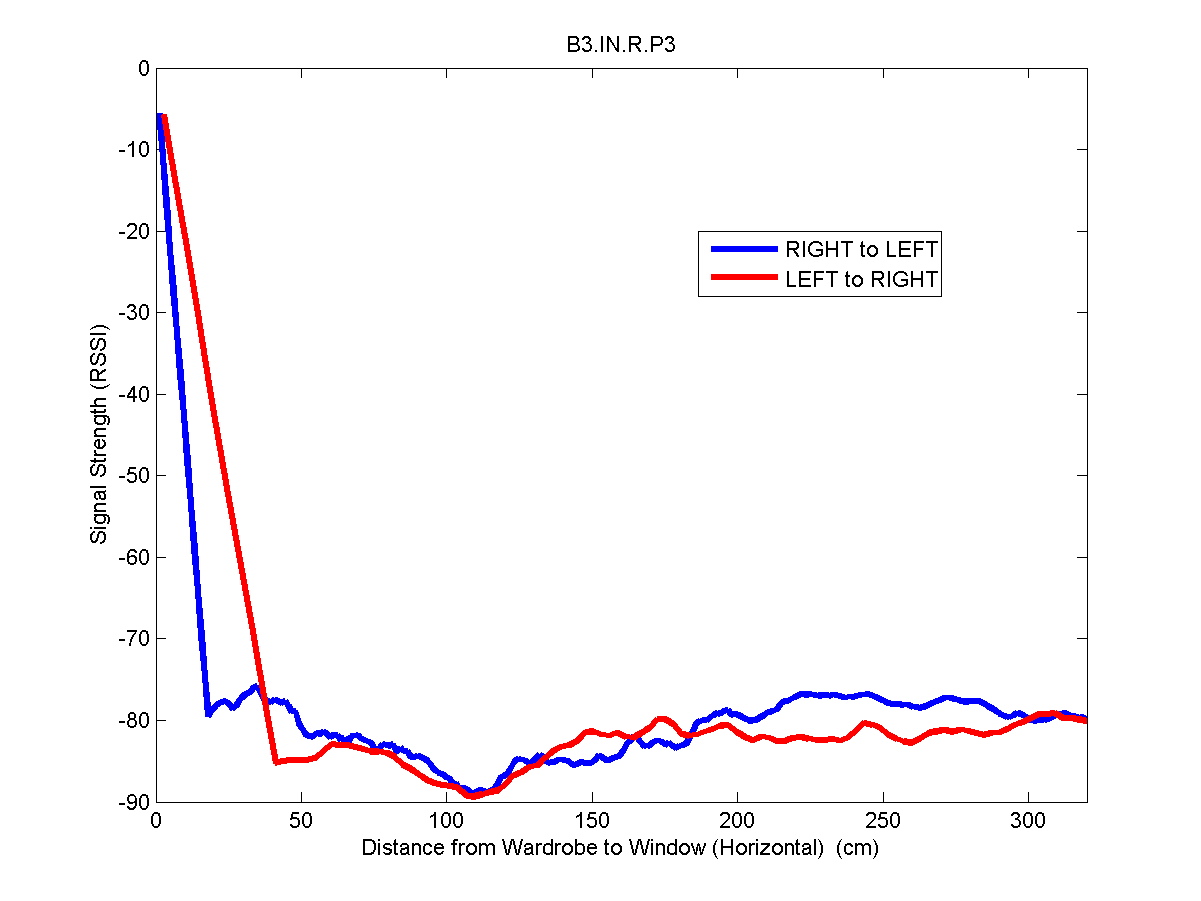 B3.IN.R.P3
0
-10
-20
-30
-40
-50
-60
-70
-80
-90
Signal Strength (RSSI)
RIGHT to LEFT
LEFT to RIGHT
0 50 100 150 200 250 300
Distance from Wardrobe to Window (Horizontal)  (cm)